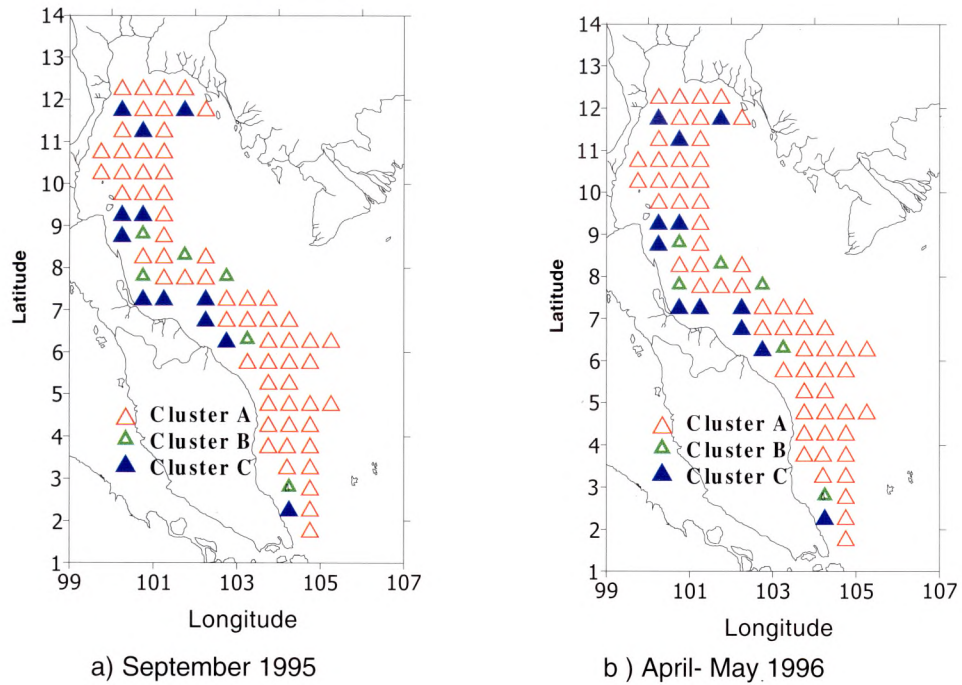 14
13
12
11
10
9
8
7
6
5
4
3
2
1
Latitude
Cluster A
Cluster B
Cluster C
99 101 103 105 107
Longitude
a) September 1995
14
13
12
11
10
9
8
7
6
5
4
3
2
1
Latitude
Cluster A
Cluster B
Cluster C
99 101 103 105 107
Longitude
b ) April- May 1996